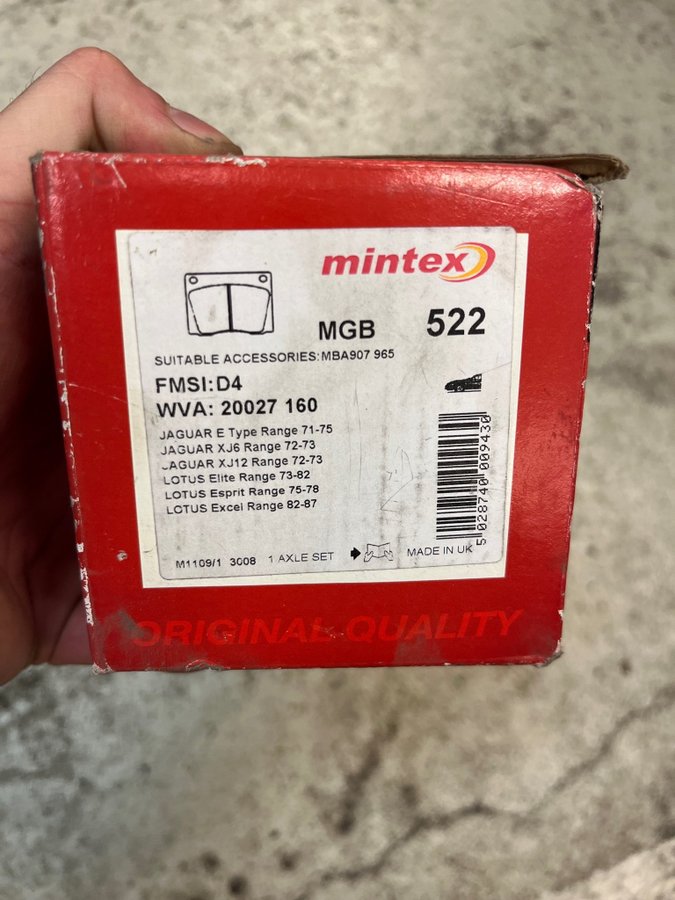 mintex
MGB 522
SUITABLE ACCESSORIES:MBA907 965
FMSI:D4
WVA: 20027 160
JAGUAR E Type Range 71-75
JAGUAR XJ6 Range 72-73
JAGUAR XJ12 Range 72-73
LOTUS Elite Range 73-82
LOTUS Esprit Range 75-78
LOTUS Excel Range 82-87
5 028740 009430
M1109/1 3008 1 AXLE SET MADE IN UK
ORIGINAL QUALITY